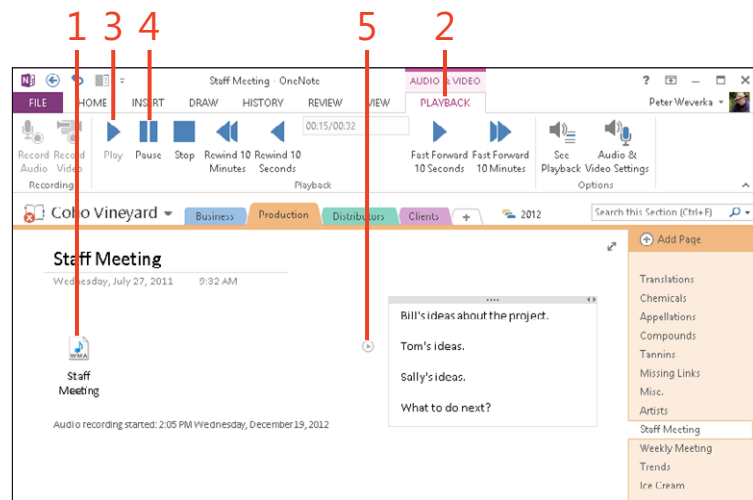 1 3 4 5 2
Staff Meeting - OneNote
AUDIO & VIDEO
?
FILE HOME INSERT DRAW HISTORY REVIEW VIEW PLAYBACK
Peter Weverka
00:15/00:32
Record Audio
Record Video
Play
Pause
Stop
Rewind 10 Minutes
Rewind 10 Seconds
Fast Forward 10 Seconds
Fast Forward 10 Minutes
See Playback
Audio & Video Settings
Recording
Playback
Options
Coho Vineyard
Business
Production
Distributors
Clients
+
2012
Search this Section (Ctrl+E)
Staff Meeting
Wednesday, July 27, 2011 9:32 AM
Add Page
Bill's ideas about the project.
Tom's ideas.
Sally's ideas.
What to do next?
WMA
Staff
Meeting
Audio recording started: 2:05 PM Wednesday, December 19, 2012
Translations
Chemicals
Appellations
Compounds
Tannins
Missing Links
Misc.
Artists
Staff Meeting
Weekly Meeting
Trends
Ice Cream